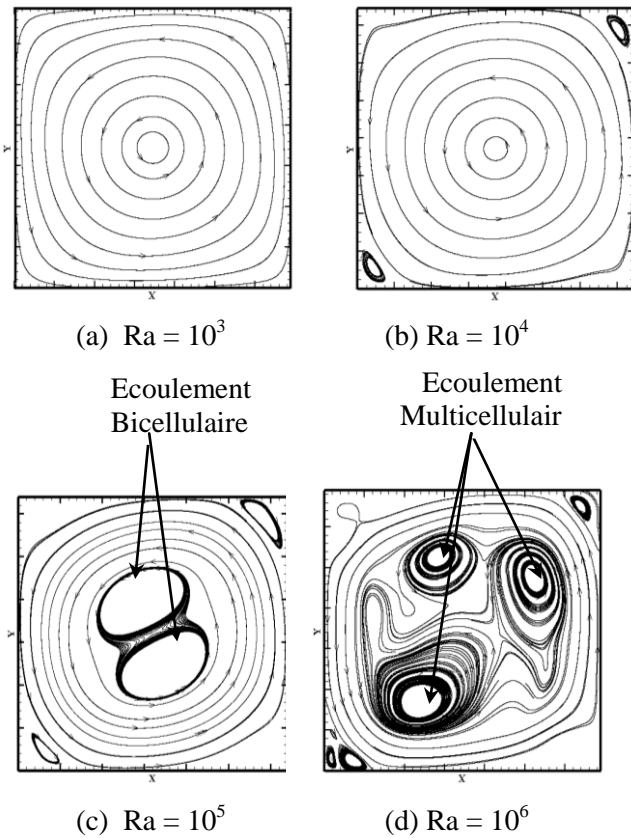 Y
X
Y
X
(a) Ra = 10³
(b) Ra = 10⁴
Ecoulement
Bicellulaire
Ecoulement
Multicellulair
Y
X
Y
X
(c) Ra = 10⁵
(d) Ra = 10⁶